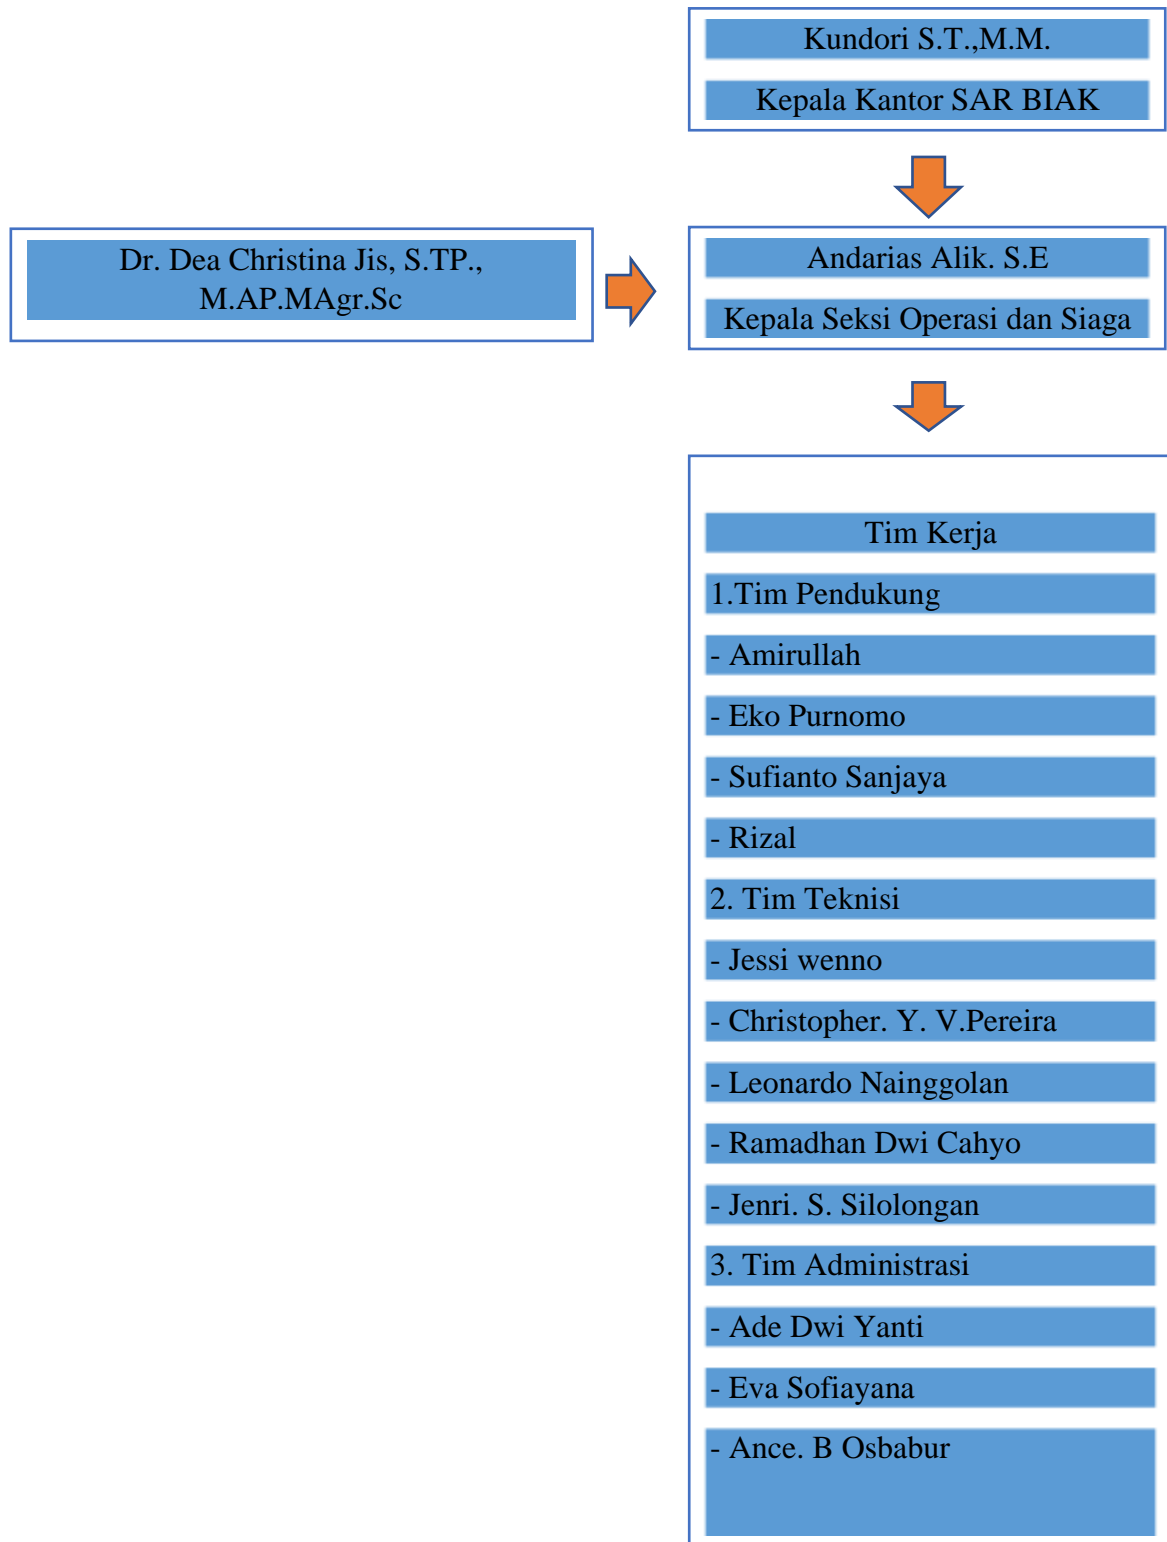 Kundori S.T.,M.M.
Kepala Kantor SAR BIAK
Dr. Dea Christina Jis, S.TP.,
M.AP.MAgr.Sc
Andarias Alik. S.E
Kepala Seksi Operasi dan Siaga
Tim Kerja
1.Tim Pendukung
- Amirullah
- Eko Purnomo
- Sufianto Sanjaya
- Rizal
2. Tim Teknisi
- Jessi wenno
- Christopher. Y. V.Pereira
- Leonardo Nainggolan
- Ramadhan Dwi Cahyo
- Jenri. S. Silolongan
3. Tim Administrasi
- Ade Dwi Yanti
- Eva Sofiayana
- Ance. B Osbabur